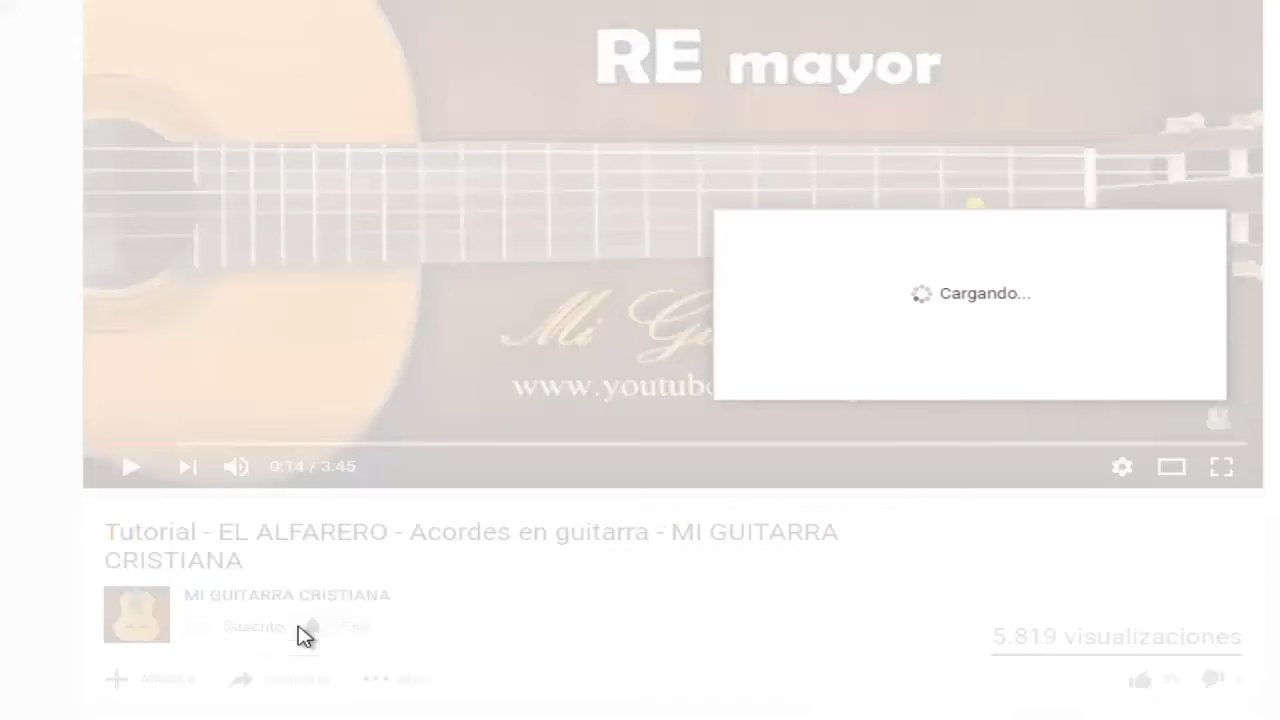 RE mayor
Mi Gu
www.youtub
Cargando...
0:14 / 3:45
Tutorial - EL ALFARERO - Acordes en guitarra - MI GUITARRA
CRISTIANA
MI GUITARRA CRISTIANA
Suscrito
5.819 visualizaciones